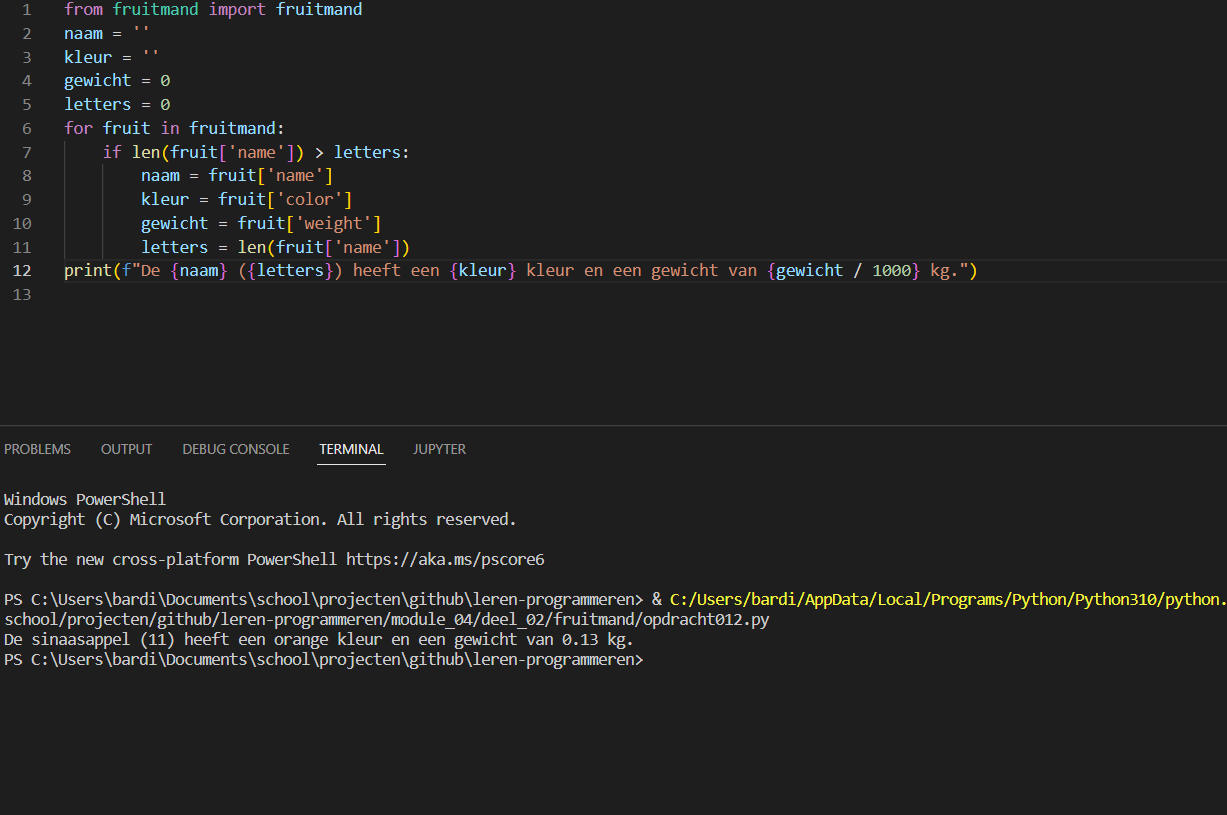 1 from fruitmand import fruitmand
2 naam = ''
3 kleur = ''
4 gewicht = 0
5 letters = 0
6 for fruit in fruitmand:
7     if len(fruit['name']) > letters:
8         naam = fruit['name']
9         kleur = fruit['color']
10         gewicht = fruit['weight']
11         letters = len(fruit['name'])
12 print(f"De {naam} ({letters}) heeft een {kleur} kleur en een gewicht van {gewicht / 1000} kg.")
13
PROBLEMS OUTPUT DEBUG CONSOLE TERMINAL JUPYTER
Windows PowerShell
Copyright (C) Microsoft Corporation. All rights reserved.
Try the new cross-platform PowerShell https://aka.ms/pscore6
PS C:\Users\bardi\Documents\school\projecten\github\leren-programmeren> & C:/Users/bardi/AppData/Local/Programs/Python/Python310/python.
school/projecten/github/leren-programmeren/module_04/deel_02/fruitmand/opdracht012.py
De sinaasappel (11) heeft een orange kleur en een gewicht van 0.13 kg.
PS C:\Users\bardi\Documents\school\projecten\github\leren-programmeren>